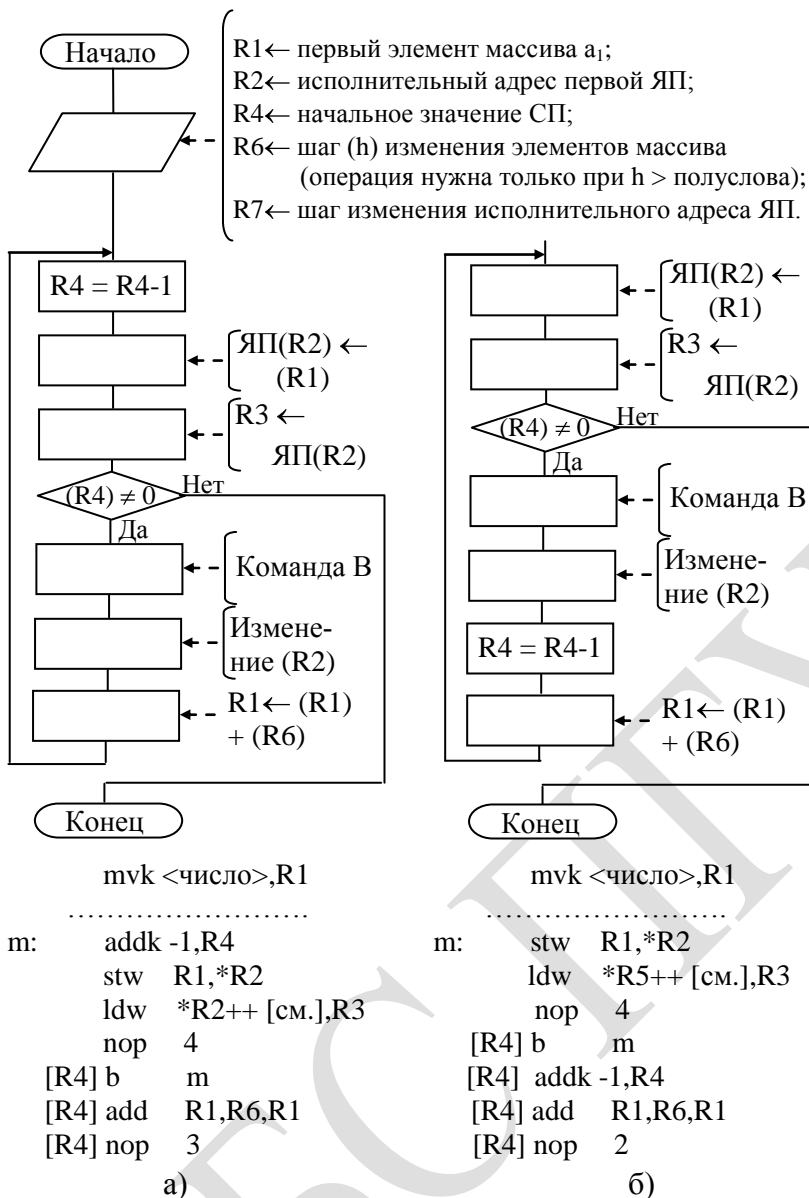 Начало
R1← первый элемент массива a₁;
R2← исполнительный адрес первой ЯП;
R4← начальное значение СП;
R6← шаг (h) изменения элементов массива
(операция нужна только при h > полуслова);
R7← шаг изменения исполнительного адреса ЯП.
R4 = R4-1
ЯП(R2) ←
(R1)
R3 ←
ЯП(R2)
(R4) ≠ 0
Нет
Да
Команда B
Измене-
ние (R2)
R1← (R1)
+ (R6)
Конец
ЯП(R2) ←
(R1)
R3 ←
ЯП(R2)
(R4) ≠ 0
Нет
Да
Команда B
Измене-
ние (R2)
R4 = R4-1
R1← (R1)
+ (R6)
Конец
mvk <число>,R1
…………………….
m: addk -1,R4
stw R1,*R2
ldw *R2++ [см.],R3
nop 4
[R4] b m
[R4] add R1,R6,R1
[R4] nop 3
а)
mvk <число>,R1
…………………….
m: stw R1,*R2
ldw *R5++ [см.],R3
nop 4
[R4] b m
[R4] addk -1,R4
[R4] add R1,R6,R1
[R4] nop 2
б)
БС ПГУ